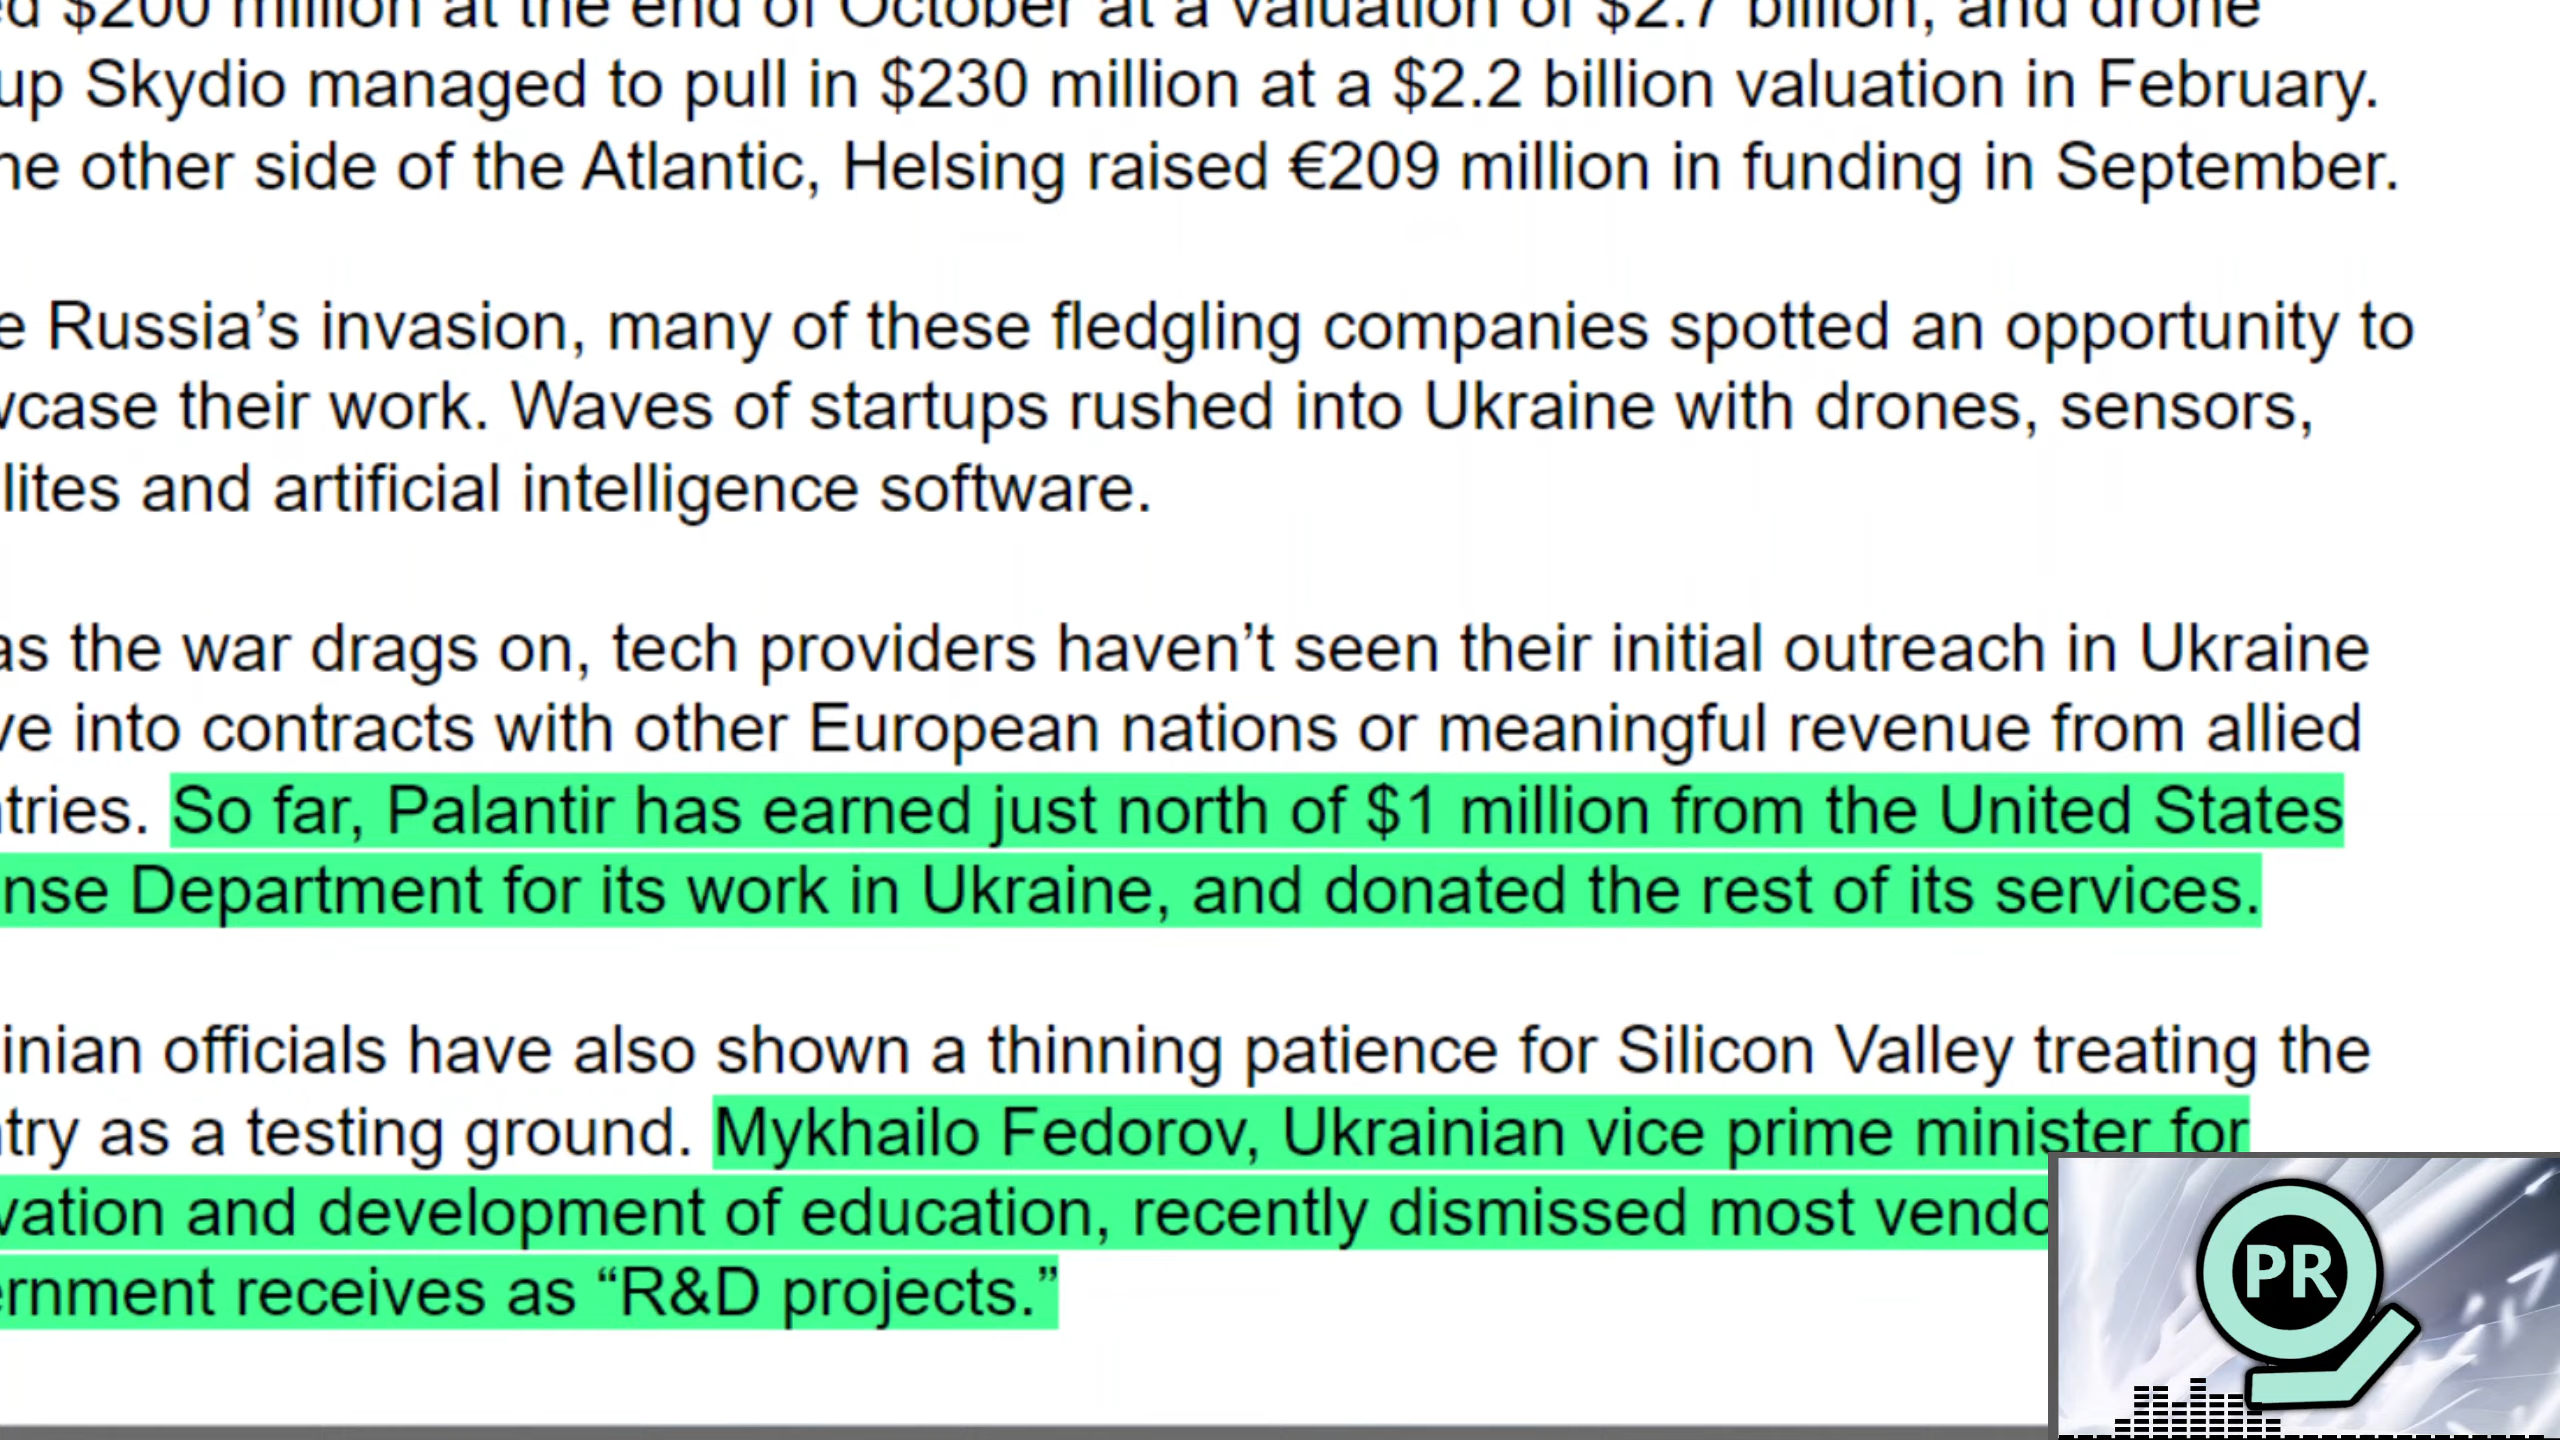 ed $200 million at the end of October at a valuation of $2.7 billion, and drone
up Skydio managed to pull in $230 million at a $2.2 billion valuation in February.
he other side of the Atlantic, Helsing raised €209 million in funding in September.
e Russia’s invasion, many of these fledgling companies spotted an opportunity to
wcase their work. Waves of startups rushed into Ukraine with drones, sensors,
lites and artificial intelligence software.
as the war drags on, tech providers haven’t seen their initial outreach in Ukraine
ve into contracts with other European nations or meaningful revenue from allied
ntries. So far, Palantir has earned just north of $1 million from the United States
nse Department for its work in Ukraine, and donated the rest of its services.
inian officials have also shown a thinning patience for Silicon Valley treating the
ntry as a testing ground. Mykhailo Fedorov, Ukrainian vice prime minister for
vation and development of education, recently dismissed most vendo
ernment receives as “R&D projects.”
PR